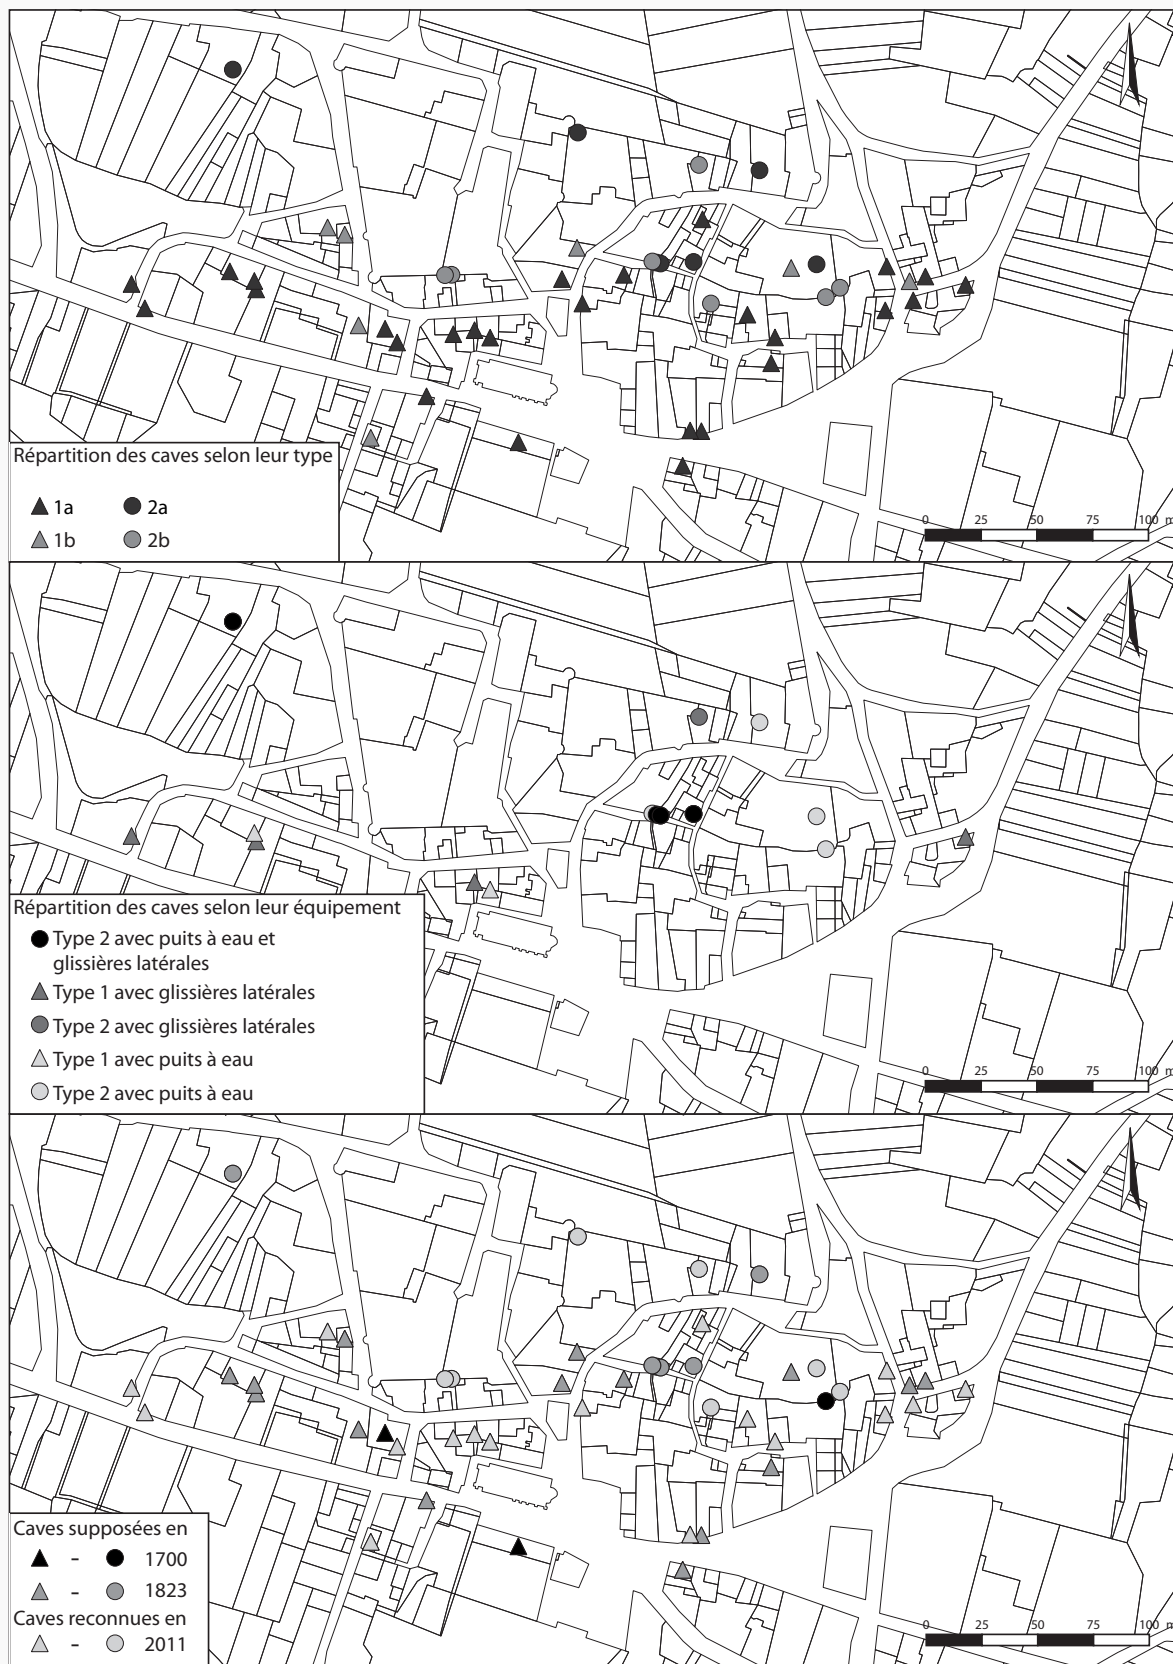 Répartition des caves selon leur type
1a
2a
1b
2b
0 25 50 75 100 m
Répartition des caves selon leur équipement
Type 2 avec puits à eau et
glissières latérales
Type 1 avec glissières latérales
Type 2 avec glissières latérales
Type 1 avec puits à eau
Type 2 avec puits à eau
0 25 50 75 100 m
Caves supposées en
- 1700
- 1823
Caves reconnues en
- 2011
0 25 50 75 100 m